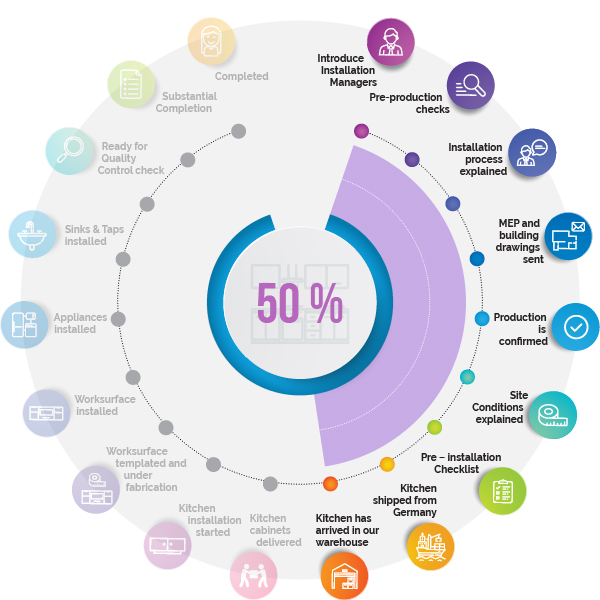 Introduce
Installation
Managers
Pre-production
checks
Installation
process
explained
MEP and
building
drawings
sent
Production
is
confirmed
Site
Conditions
explained
Pre – installation
Checklist
Kitchen
shipped from
Germany
Kitchen has
arrived in our
warehouse
Kitchen
cabinets
delivered
Kitchen
installation
started
Worksurface
templated and
under
fabrication
Worksurface
installed
Appliances
installed
Sinks & Taps
installed
Ready for
Quality
Control check
Substantial
Completion
Completed
50 %